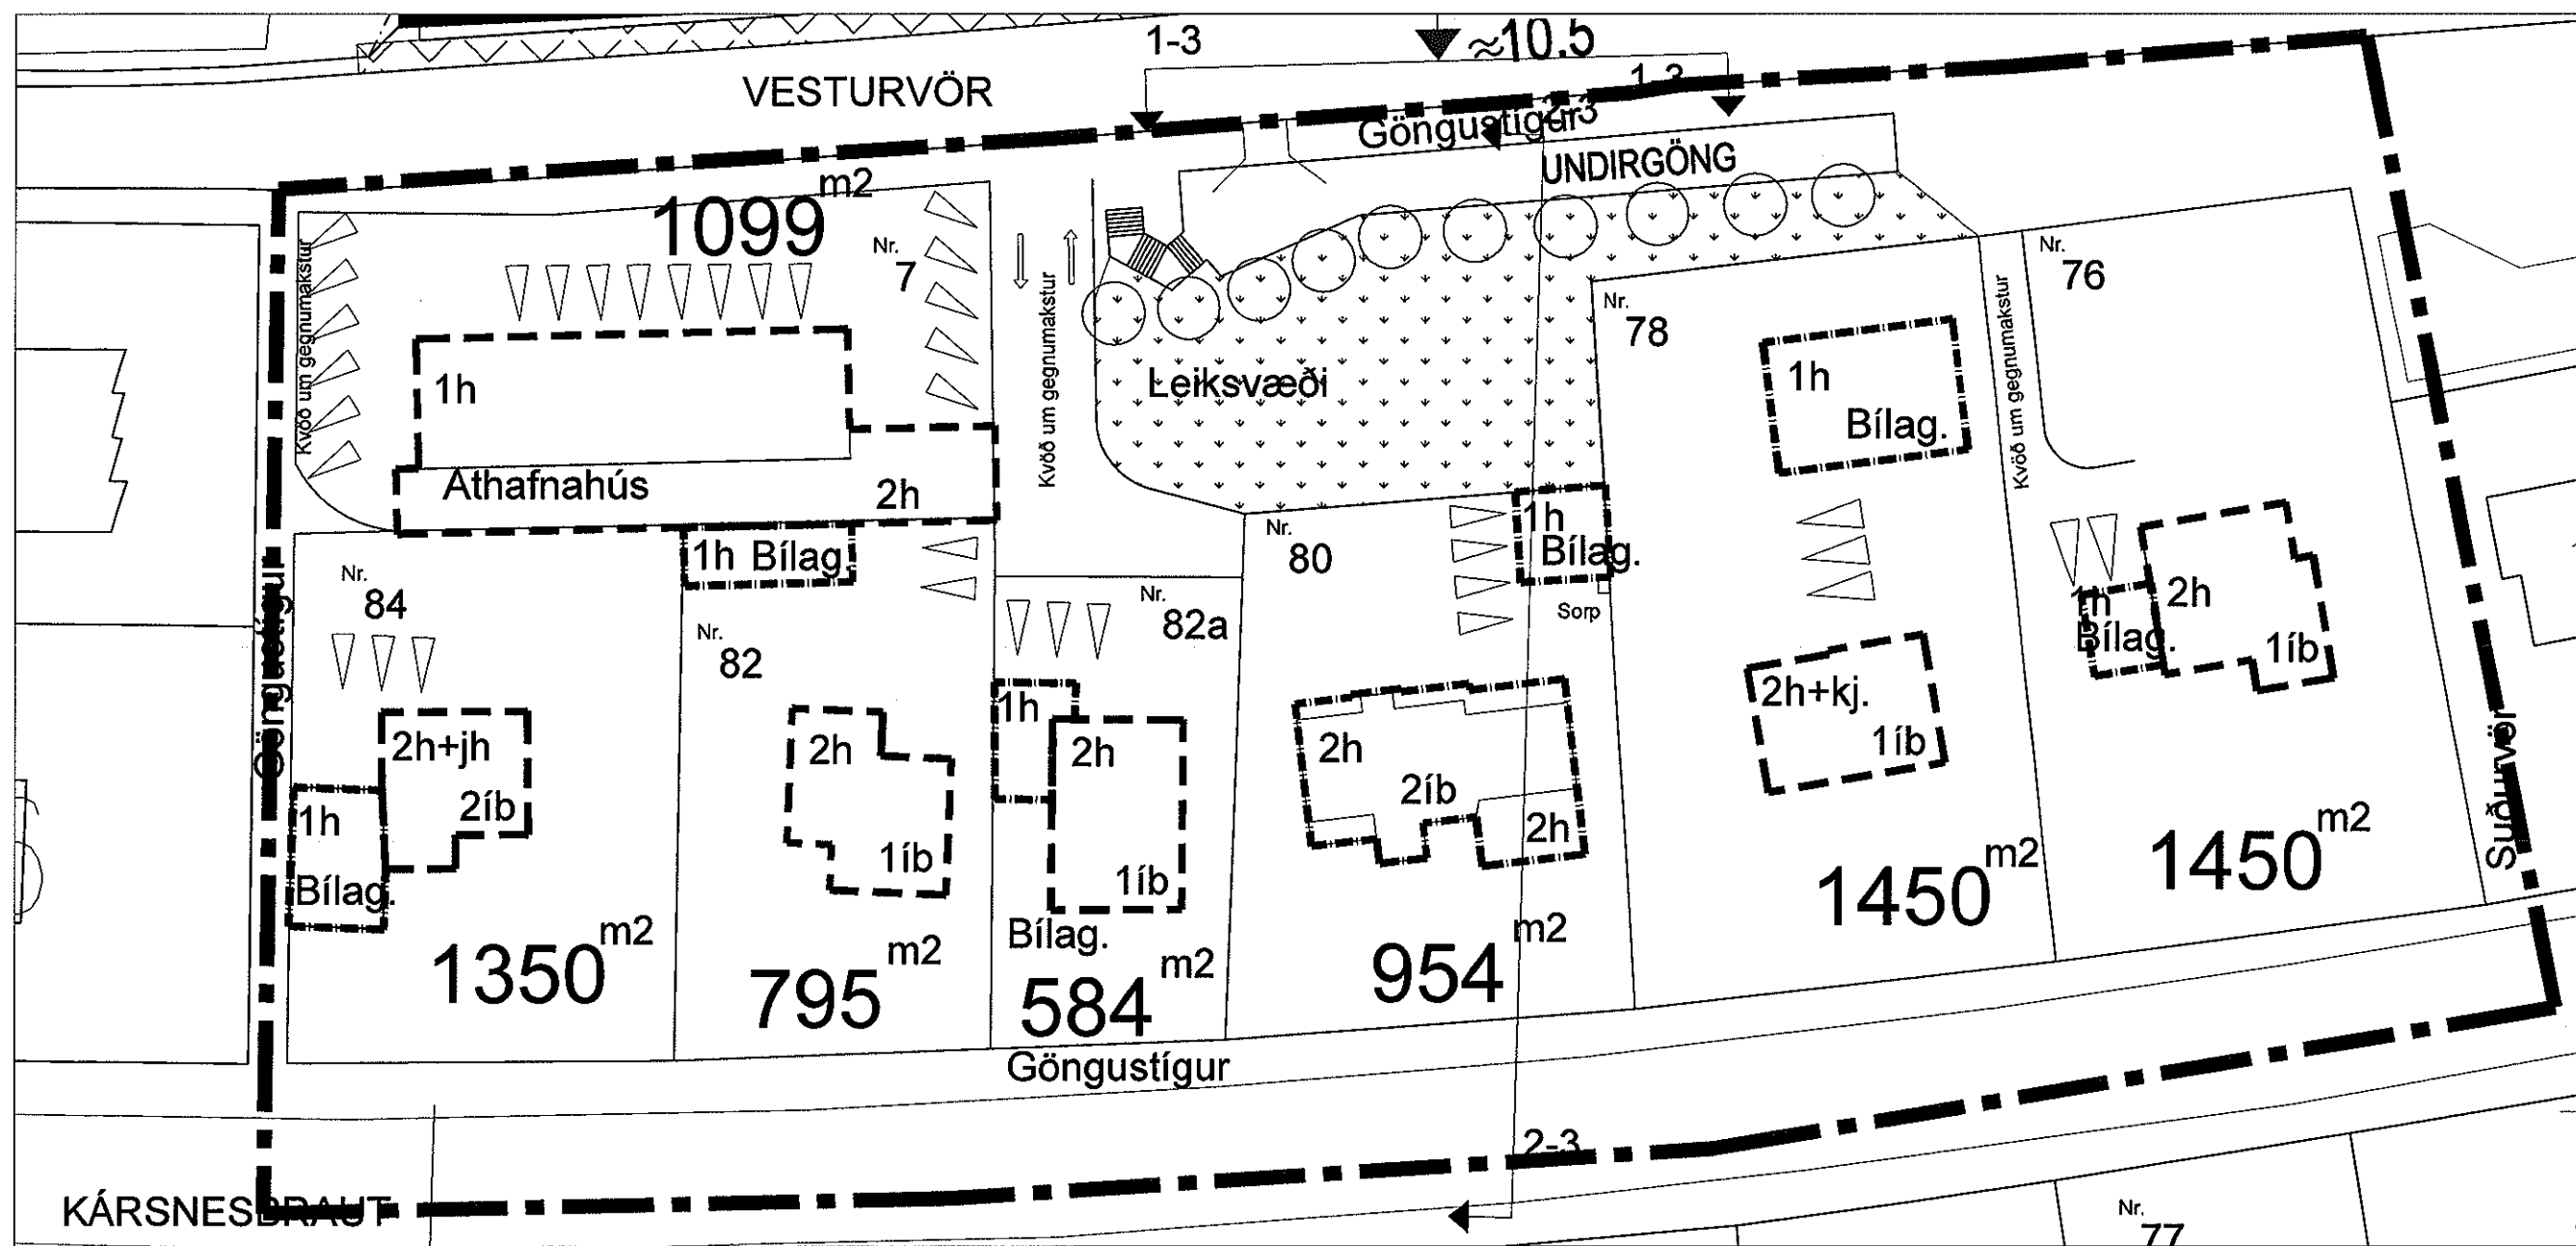 1-3
≈10.5
1-3
VESTURVÖR
2-3
Göngustígur
UNDIRGÖNG
1099 m2
Nr.
7
Nr.
76
Kvöð um gegnumakstur
Kvöð um gegnumakstur
Kvöð um gegnumakstur
Nr.
78
1h
Leiksvæði
1h
Bílag.
Athafnahús
2h
1h
Bílag.
1h Bílag
Nr.
80
Nr.
84
Nr.
82
Nr.
82a
Sorp
2h
1h
Bílag.
1íb
Göngustígur
2h+jh
2íb
1h
Bílag.
2h
1íb
1h
2h
1íb
Bílag.
2h
2íb
2h
2h+kj.
1íb
Suðurvör
1350 m2
795 m2
584 m2
954 m2
1450 m2
1450 m2
Göngustígur
2-3
KÁRSNESBRAUT
Nr.
77